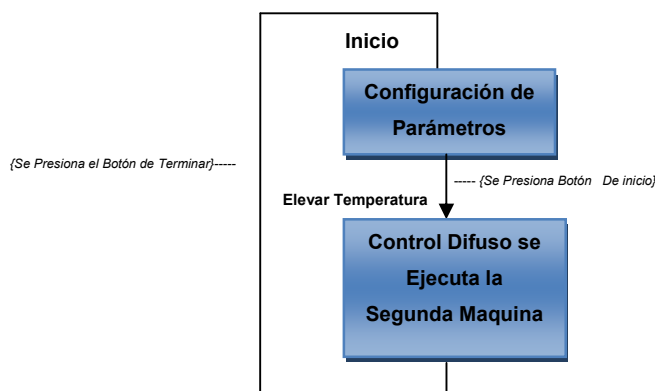 Inicio
Configuración de
Parámetros
{Se Presiona el Botón de Terminar}-----
----- {Se Presiona Botón De inicio}
Elevar Temperatura
Control Difuso se
Ejecuta la
Segunda Maquina